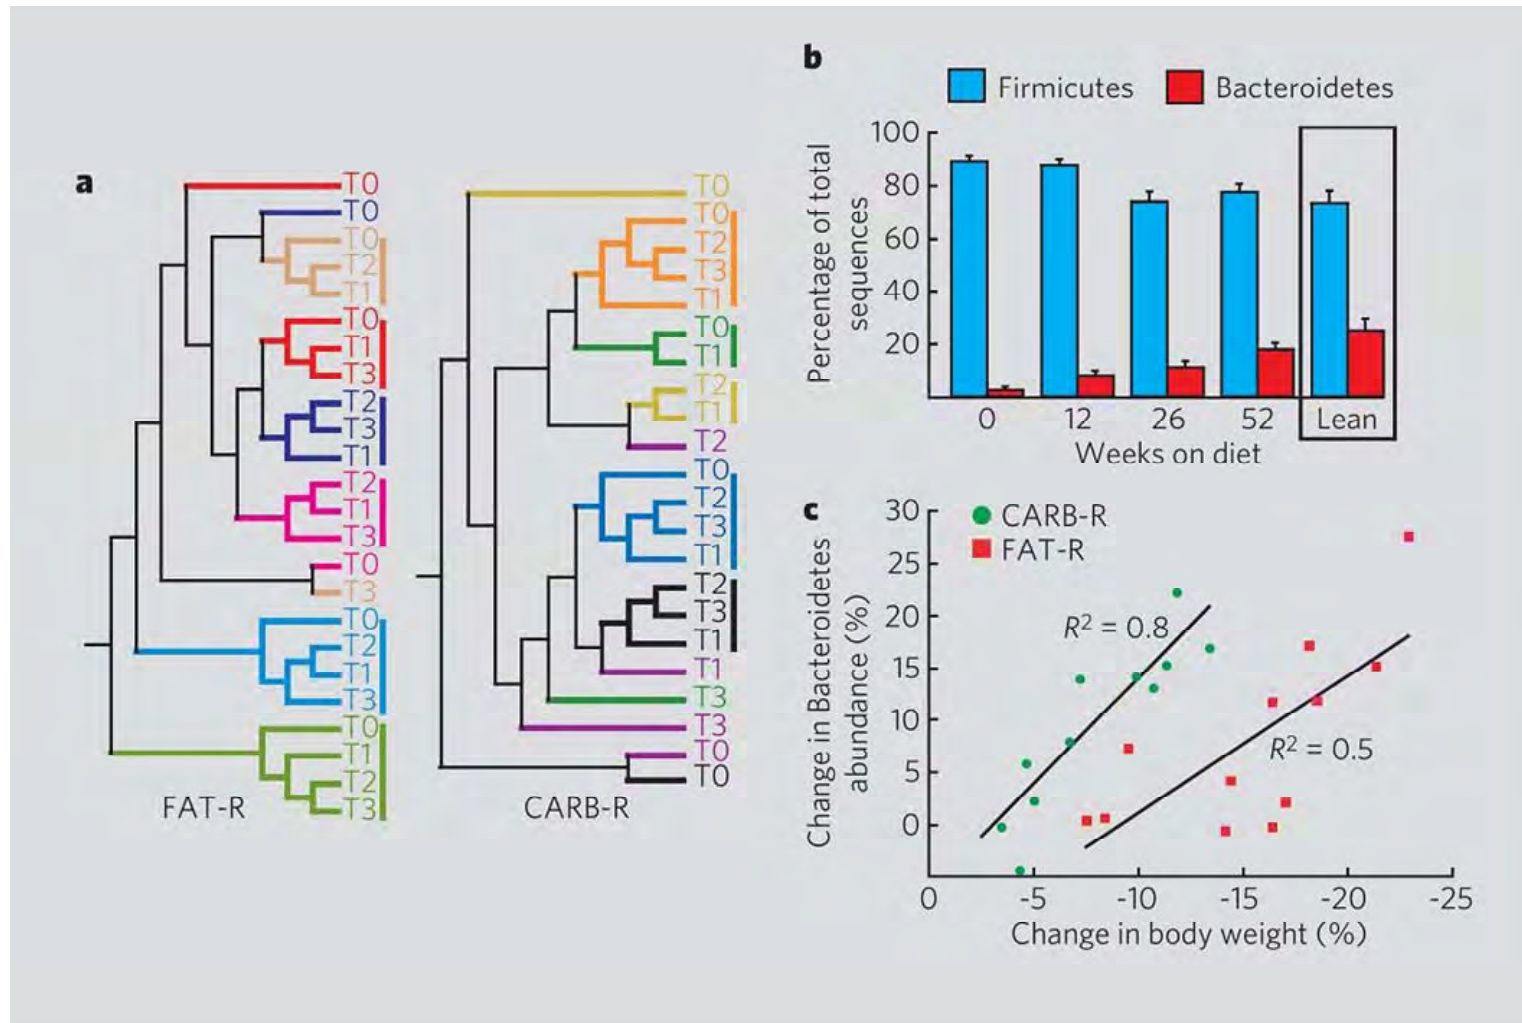 a
T0
T0
T0
T2
T1
T0
T1
T3
T2
T3
T1
T2
T1
T3
T0
T3
T0
T2
T1
T3
T0
T1
T2
T3
FAT-R
T0
T0
T2
T3
T1
T0
T1
T2
T1
T2
T0
T2
T3
T1
T2
T3
T1
T1
T3
T3
T0
T0
CARB-R
b
Firmicutes Bacteroidetes
Percentage of total
sequences
100
80
60
40
20
0 12 26 52 Lean
Weeks on diet
c
CARB-R
FAT-R
Change in Bacteroidetes
abundance (%)
30
25
20
15
10
5
0
R² = 0.8
R² = 0.5
0 -5 -10 -15 -20 -25
Change in body weight (%)